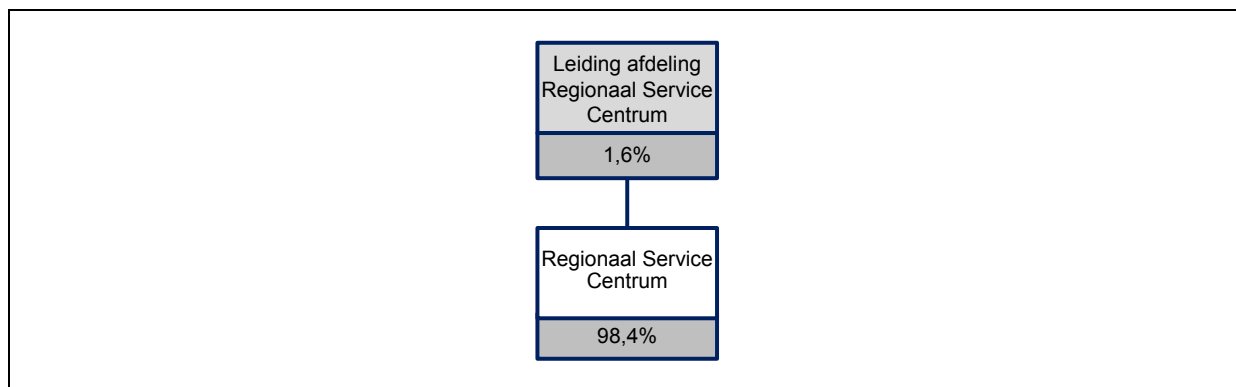 Leiding afdeling
Regionaal Service
Centrum
1,6%
Regionaal Service
Centrum
98,4%